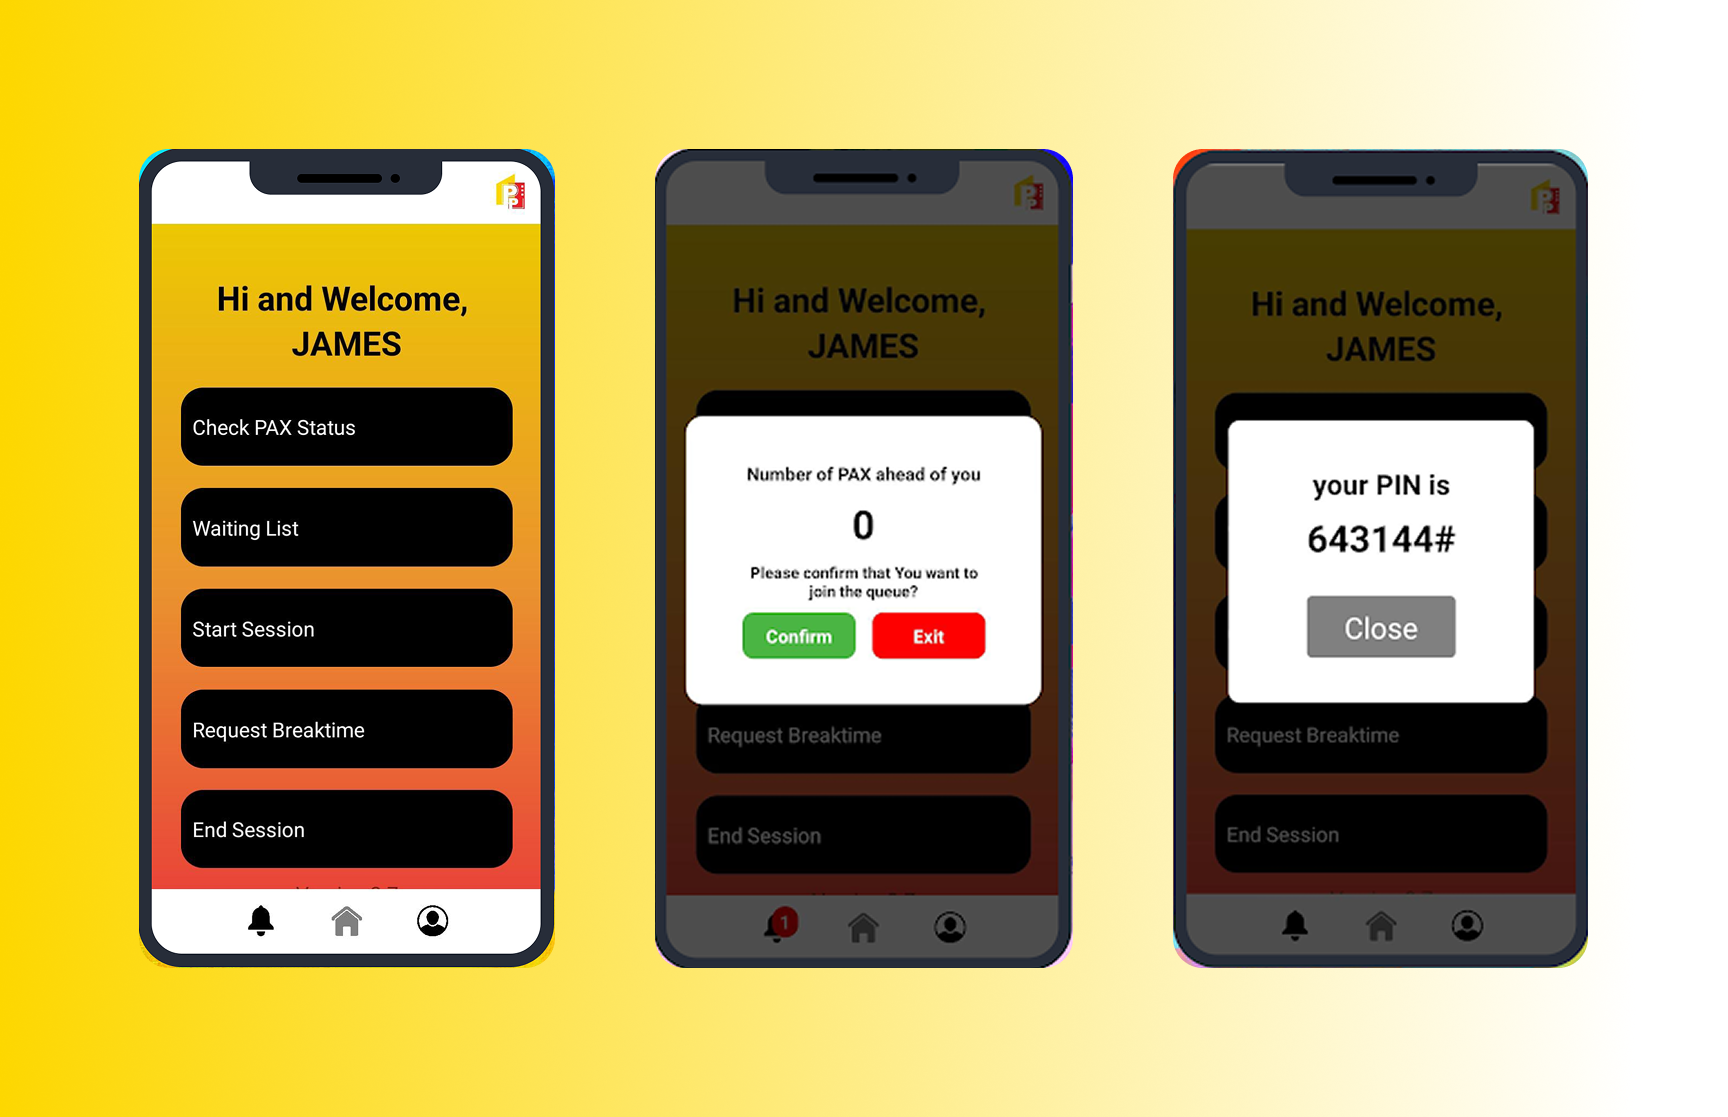 Hi and Welcome,
JAMES
Check PAX Status
Waiting List
Start Session
Request Breaktime
End Session
Hi and Welcome,
JAMES
Number of PAX ahead of you
0
Please confirm that You want to
join the queue?
Confirm
Exit
Request Breaktime
End Session
1
Hi and Welcome,
JAMES
your PIN is
643144#
Close
Request Breaktime
End Session